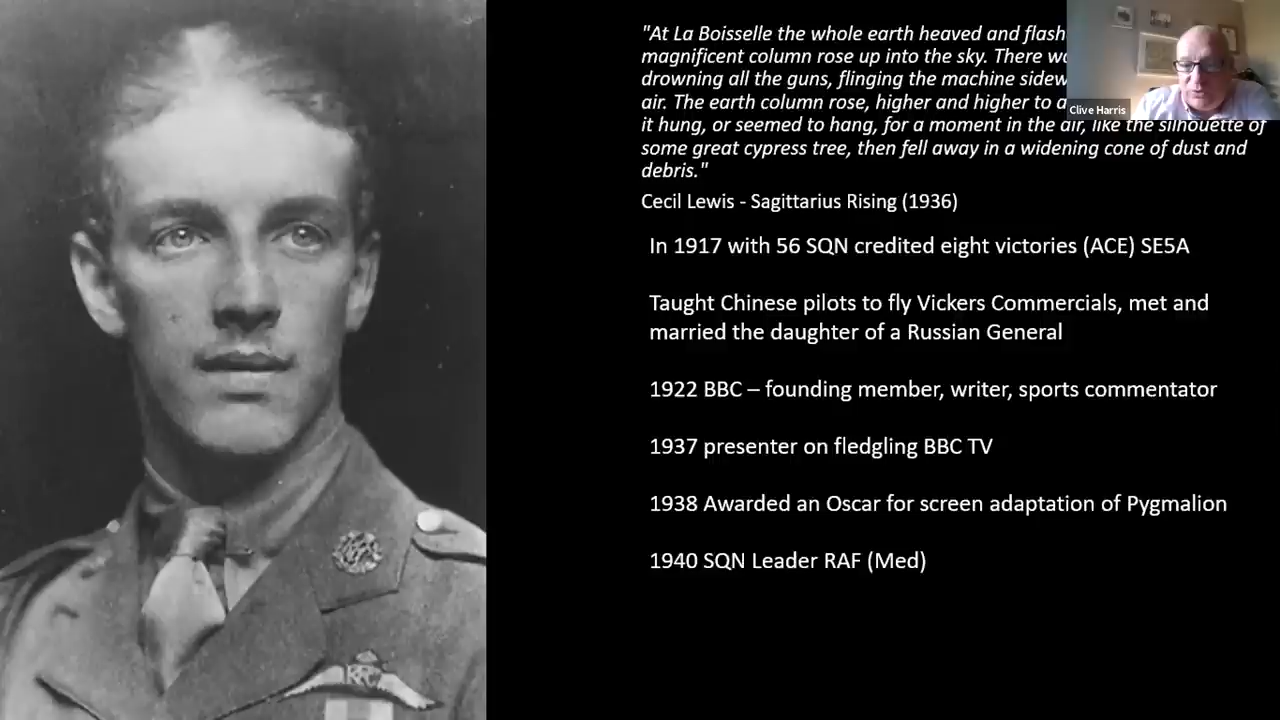 "At La Boisselle the whole earth heaved and flash
magnificent column rose up into the sky. There
drowning all the guns, flinging the machine
air. The earth column rose, higher and higher to
it hung, or seemed to hang, for a moment in the air, like the silhouette of
some great cypress tree, then fell away in a widening cone of dust and
debris."
Cecil Lewis - Sagittarius Rising (1936)
In 1917 with 56 SQN credited eight victories (ACE) SE5A
Taught Chinese pilots to fly Vickers Commercials, met and
married the daughter of a Russian General
1922 BBC – founding member, writer, sports commentator
1937 presenter on fledgling BBC TV
1938 Awarded an Oscar for screen adaptation of Pygmalion
1940 SQN Leader RAF (Med)
Clive Harris
RFC